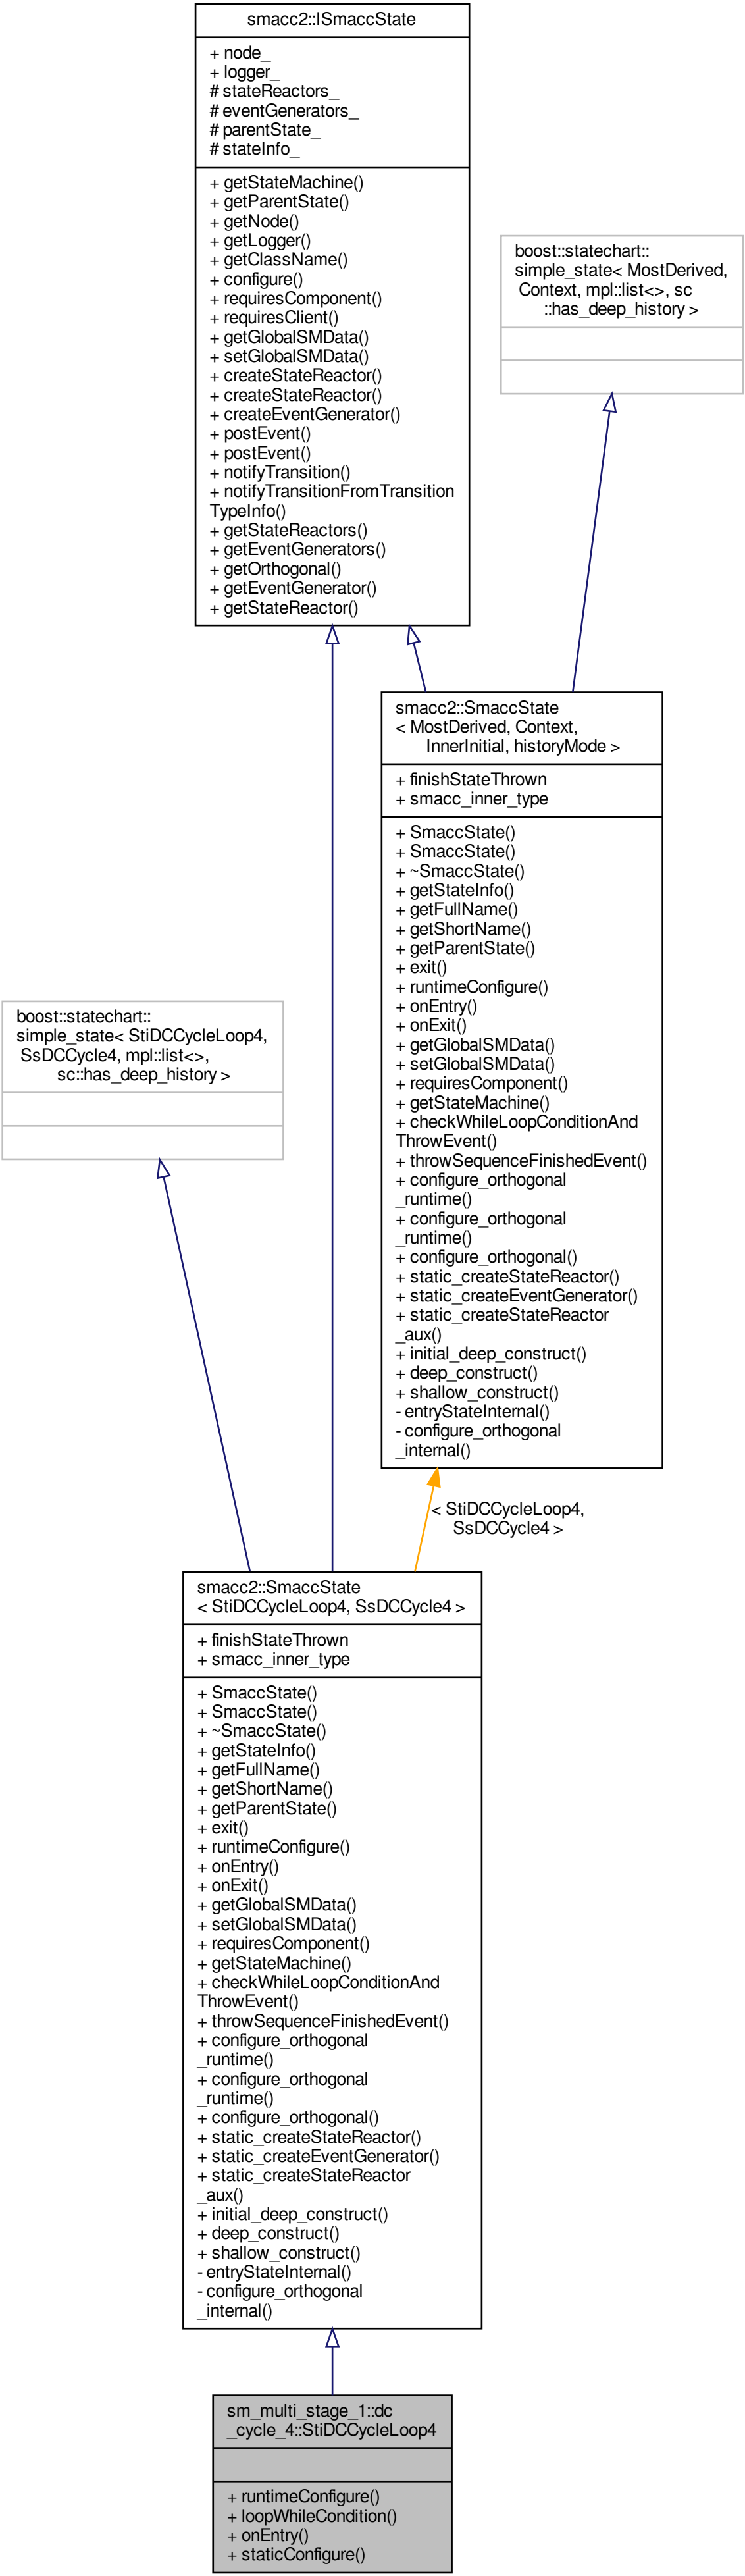 smacc2::ISmaccState
+ node_
+ logger_
# stateReactors_
# eventGenerators_
# parentState_
# stateInfo_
+ getStateMachine()
+ getParentState()
+ getNode()
+ getLogger()
+ getClassName()
+ configure()
+ requiresComponent()
+ requiresClient()
+ getGlobalSMData()
+ setGlobalSMData()
+ createStateReactor()
+ createStateReactor()
+ createEventGenerator()
+ postEvent()
+ postEvent()
+ notifyTransition()
+ notifyTransitionFromTransition
TypeInfo()
+ getStateReactors()
+ getEventGenerators()
+ getOrthogonal()
+ getEventGenerator()
+ getStateReactor()
boost::statechart::
simple_state< MostDerived,
Context, mpl::list<>, sc
::has_deep_history >
smacc2::SmaccState
< MostDerived, Context,
InnerInitial, historyMode >
+ finishStateThrown
+ smacc_inner_type
+ SmaccState()
+ SmaccState()
+ ~SmaccState()
+ getStateInfo()
+ getFullName()
+ getShortName()
+ getParentState()
+ exit()
+ runtimeConfigure()
+ onEntry()
+ onExit()
+ getGlobalSMData()
+ setGlobalSMData()
+ requiresComponent()
+ getStateMachine()
+ checkWhileLoopConditionAnd
ThrowEvent()
+ throwSequenceFinishedEvent()
+ configure_orthogonal
_runtime()
+ configure_orthogonal
_runtime()
+ configure_orthogonal()
+ static_createStateReactor()
+ static_createEventGenerator()
+ static_createStateReactor
_aux()
+ initial_deep_construct()
+ deep_construct()
+ shallow_construct()
- entryStateInternal()
- configure_orthogonal
_internal()
boost::statechart::
simple_state< StiDCCycleLoop4,
SsDCCycle4, mpl::list<>,
sc::has_deep_history >
< StiDCCycleLoop4,
SsDCCycle4 >
smacc2::SmaccState
< StiDCCycleLoop4, SsDCCycle4 >
+ finishStateThrown
+ smacc_inner_type
+ SmaccState()
+ SmaccState()
+ ~SmaccState()
+ getStateInfo()
+ getFullName()
+ getShortName()
+ getParentState()
+ exit()
+ runtimeConfigure()
+ onEntry()
+ onExit()
+ getGlobalSMData()
+ setGlobalSMData()
+ requiresComponent()
+ getStateMachine()
+ checkWhileLoopConditionAnd
ThrowEvent()
+ throwSequenceFinishedEvent()
+ configure_orthogonal
_runtime()
+ configure_orthogonal
_runtime()
+ configure_orthogonal()
+ static_createStateReactor()
+ static_createEventGenerator()
+ static_createStateReactor
_aux()
+ initial_deep_construct()
+ deep_construct()
+ shallow_construct()
- entryStateInternal()
- configure_orthogonal
_internal()
sm_multi_stage_1::dc
_cycle_4::StiDCCycleLoop4
+ runtimeConfigure()
+ loopWhileCondition()
+ onEntry()
+ staticConfigure()